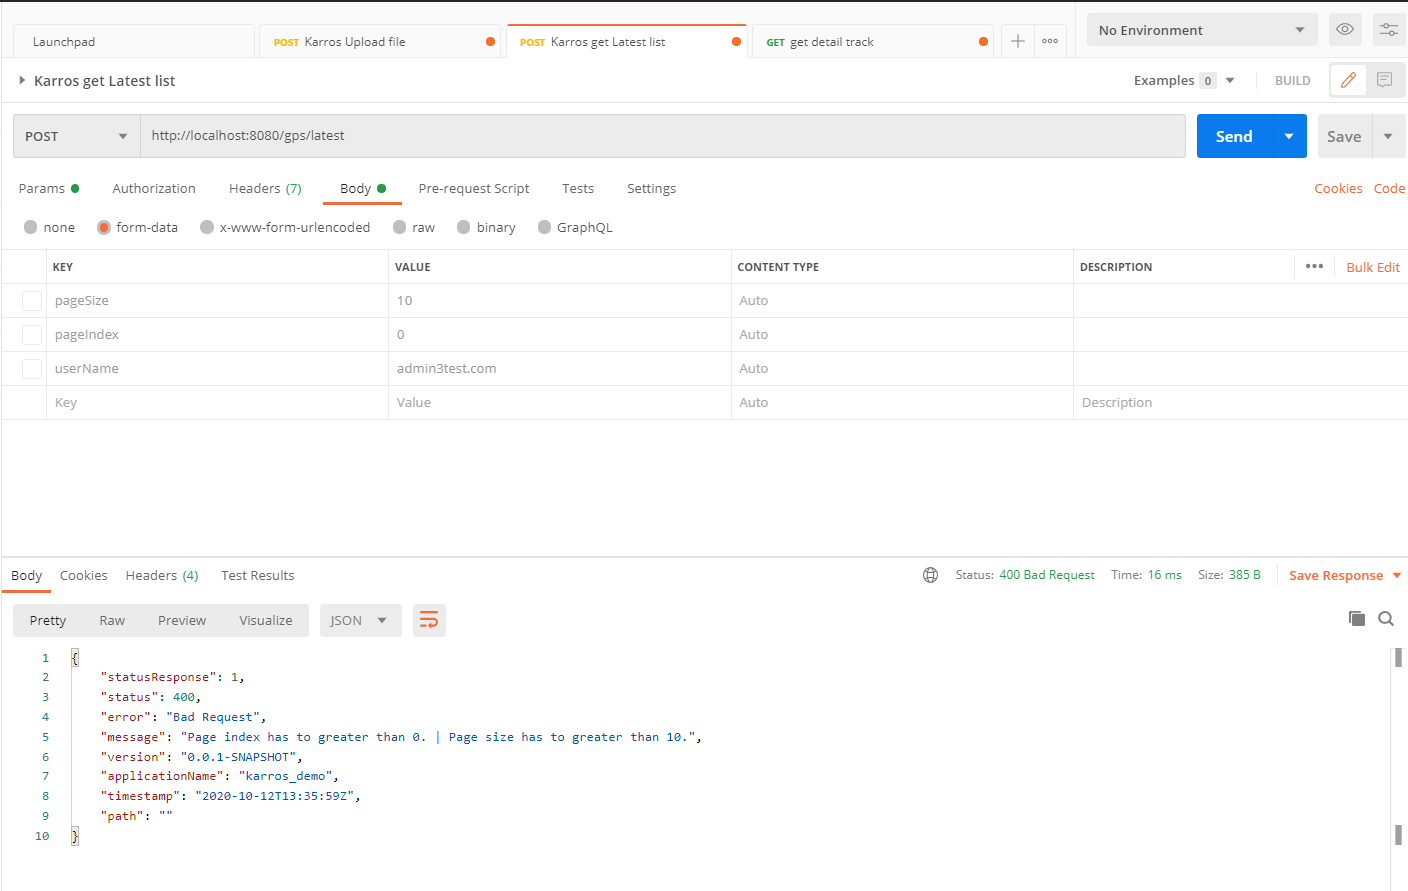 Launchpad POST Karros Upload file POST Karros get Latest list GET get detail track No Environment
Karros get Latest list Examples 0 BUILD
POST http://localhost:8080/gps/latest Send Save
Params Authorization Headers (7) Body Pre-request Script Tests Settings Cookies Code
none form-data x-www-form-urlencoded raw binary GraphQL
KEY VALUE CONTENT TYPE DESCRIPTION ••• Bulk Edit
pageSize 10 Auto
pageIndex 0 Auto
userName admin3test.com Auto
Key Value Auto Description
Body Cookies Headers (4) Test Results Status: 400 Bad Request Time: 16 ms Size: 385 B Save Response
Pretty Raw Preview Visualize JSON
1 {
2 "statusResponse": 1,
3 "status": 400,
4 "error": "Bad Request",
5 "message": "Page index has to greater than 0. | Page size has to greater than 10.",
6 "version": "0.0.1-SNAPSHOT",
7 "applicationName": "karros_demo",
8 "timestamp": "2020-10-12T13:35:59Z",
9 "path": ""
10 }